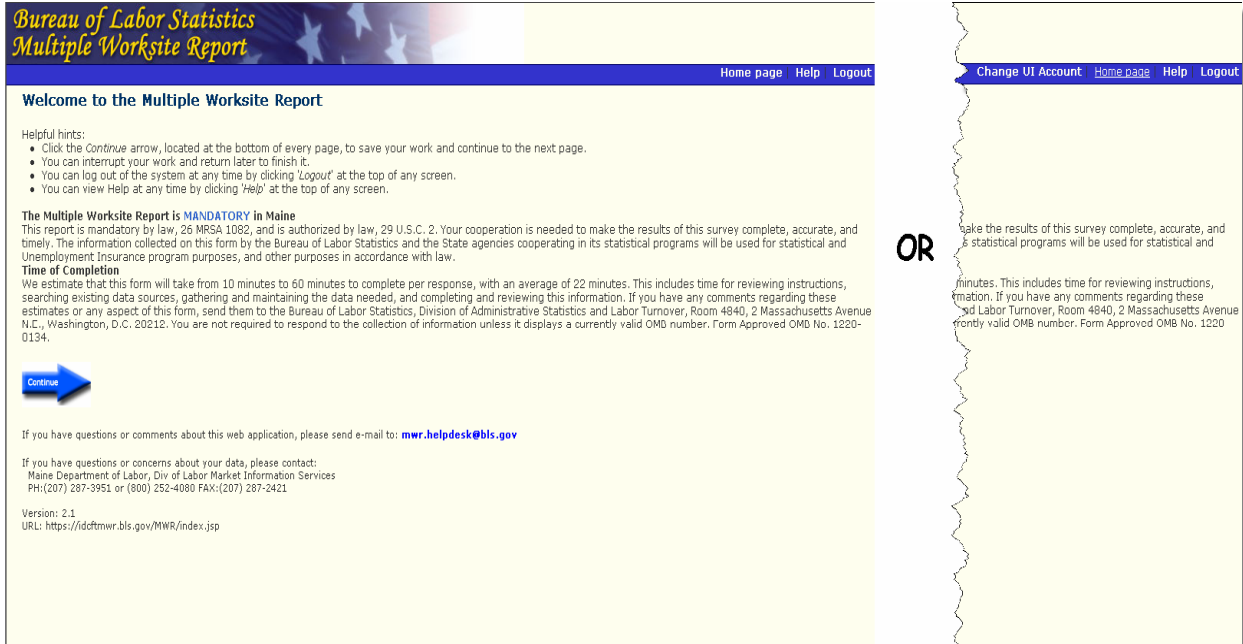 Bureau of Labor Statistics
Multiple Worksite Report
Home page Help Logout
Welcome to the Multiple Worksite Report
Helpful hints:
• Click the Continue arrow, located at the bottom of every page, to save your work and continue to the next page.
• You can interrupt your work and return later to finish it.
• You can log out of the system at any time by clicking 'Logout' at the top of any screen.
• You can view Help at any time by clicking 'Help' at the top of any screen.
The Multiple Worksite Report is MANDATORY in Maine
This report is mandatory by law, 26 MRSA 1082, and is authorized by law, 29 U.S.C. 2. Your cooperation is needed to make the results of this survey complete, accurate, and
timely. The information collected on this form by the Bureau of Labor Statistics and the State agencies cooperating in its statistical programs will be used for statistical and
Unemployment Insurance program purposes, and other purposes in accordance with law.
Time of Completion
We estimate that this form will take from 10 minutes to 60 minutes to complete per response, with an average of 22 minutes. This includes time for reviewing instructions,
searching existing data sources, gathering and maintaining the data needed, and completing and reviewing this information. If you have any comments regarding these
estimates or any aspect of this form, send them to the Bureau of Labor Statistics, Division of Administrative Statistics and Labor Turnover, Room 4840, 2 Massachusetts Avenue
N.E., Washington, D.C. 20212. You are not required to respond to the collection of information unless it displays a currently valid OMB number. Form Approved OMB No. 1220-
0134.
Continue
If you have questions or comments about this web application, please send e-mail to: mwr.helpdesk@bls.gov
If you have questions or concerns about your data, please contact:
Maine Department of Labor, Div of Labor Market Information Services
PH:(207) 287-3951 or (800) 252-4080 FAX:(207) 287-2421
Version: 2.1
URL: https://idcftmwr.bls.gov/MWR/index.jsp
OR
Change UI Account Home page Help Logout
make the results of this survey complete, accurate, and
s statistical programs will be used for statistical and
minutes. This includes time for reviewing instructions,
rmation. If you have any comments regarding these
nd Labor Turnover, Room 4840, 2 Massachusetts Avenue
rently valid OMB number. Form Approved OMB No. 1220